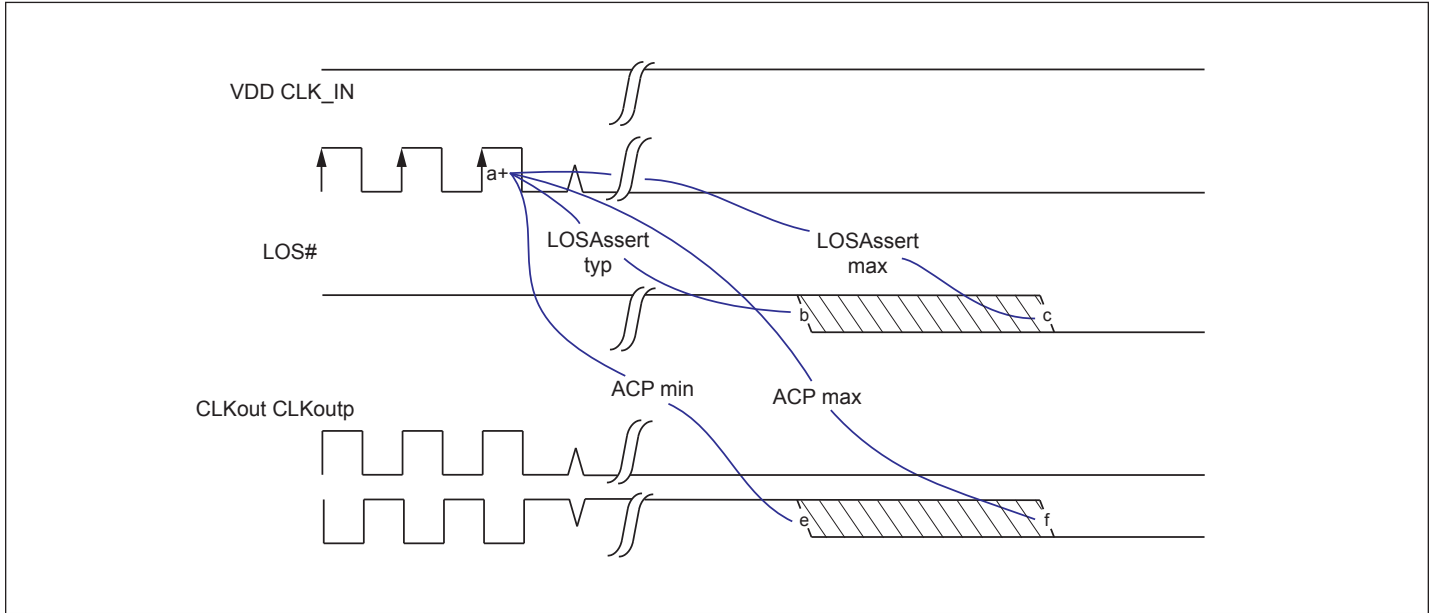 VDD CLK_IN
a+
LOS#
LOSAssert
typ
LOSAssert
max
b
c
ACP min
ACP max
CLKout CLKoutp
e
f